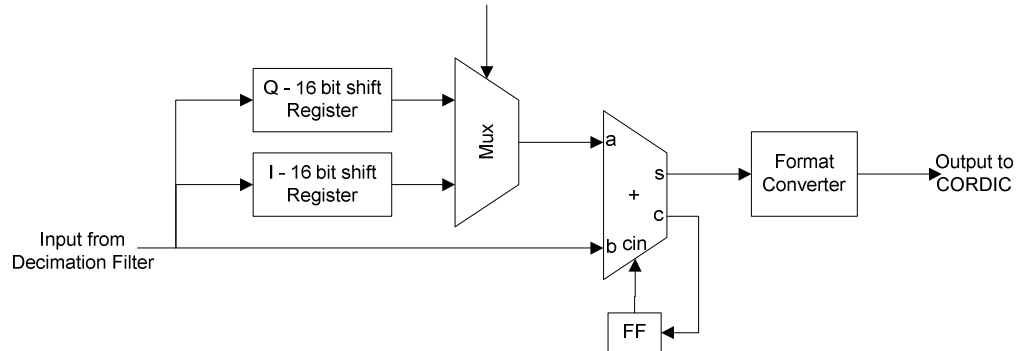 Q - 16 bit shift
Register
I - 16 bit shift
Register
Mux
Input from
Decimation Filter
a
b
cin
+
s
c
FF
Format
Converter
Output to
CORDIC